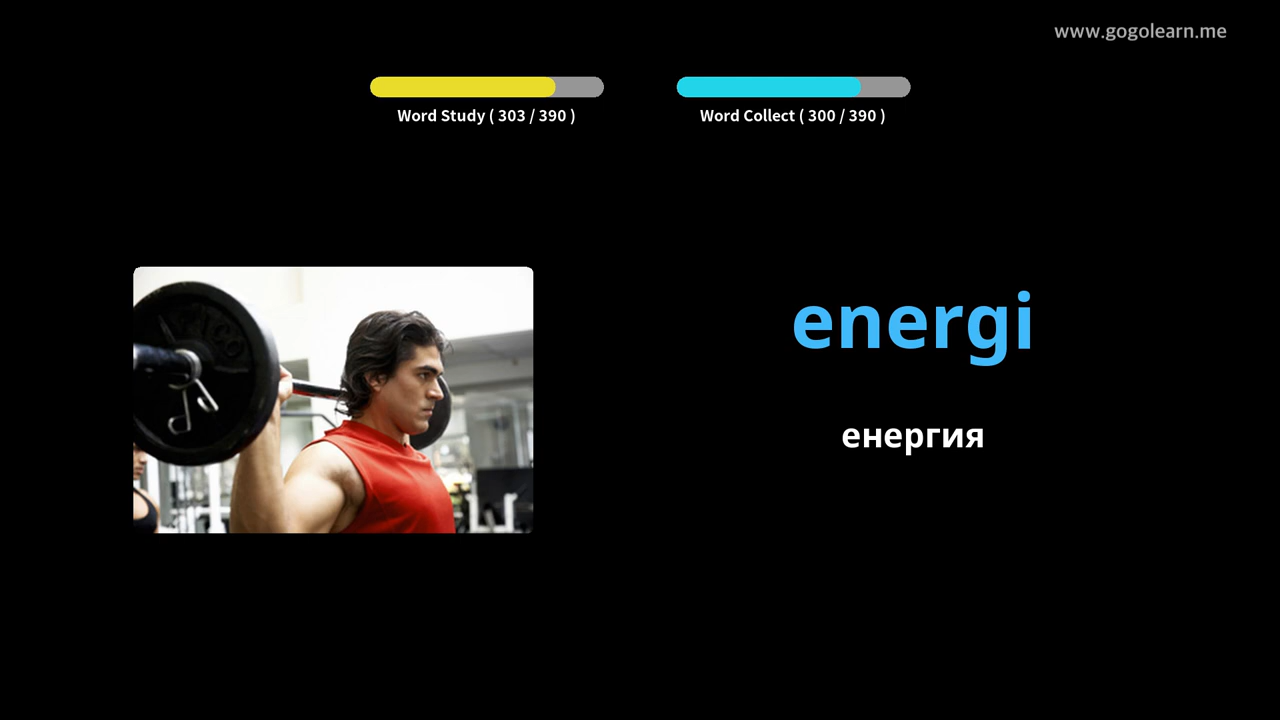 www.gogolearn.me
Word Study ( 303 / 390 )
Word Collect ( 300 / 390 )
energi
енергия